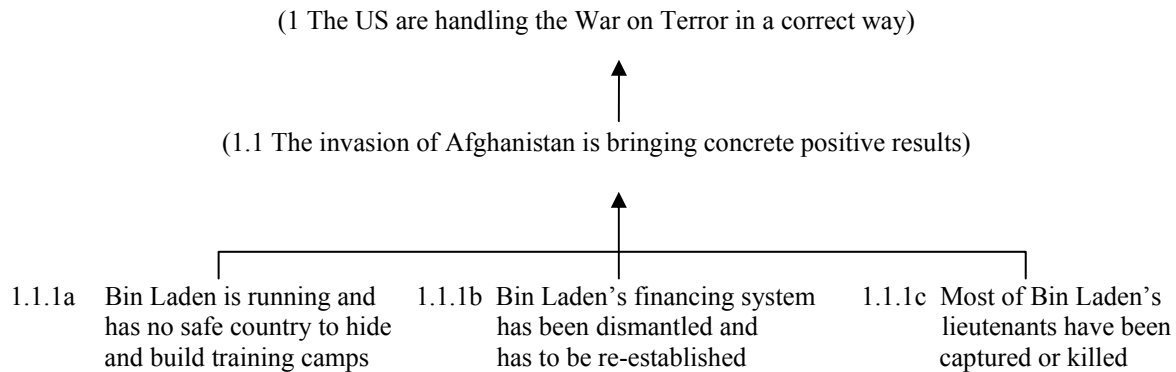 (1 The US are handling the War on Terror in a correct way)
(1.1 The invasion of Afghanistan is bringing concrete positive results)
1.1.1a Bin Laden is running and
has no safe country to hide
and build training camps
1.1.1b Bin Laden’s financing system
has been dismantled and
has to be re-established
1.1.1c Most of Bin Laden’s
lieutenants have been
captured or killed